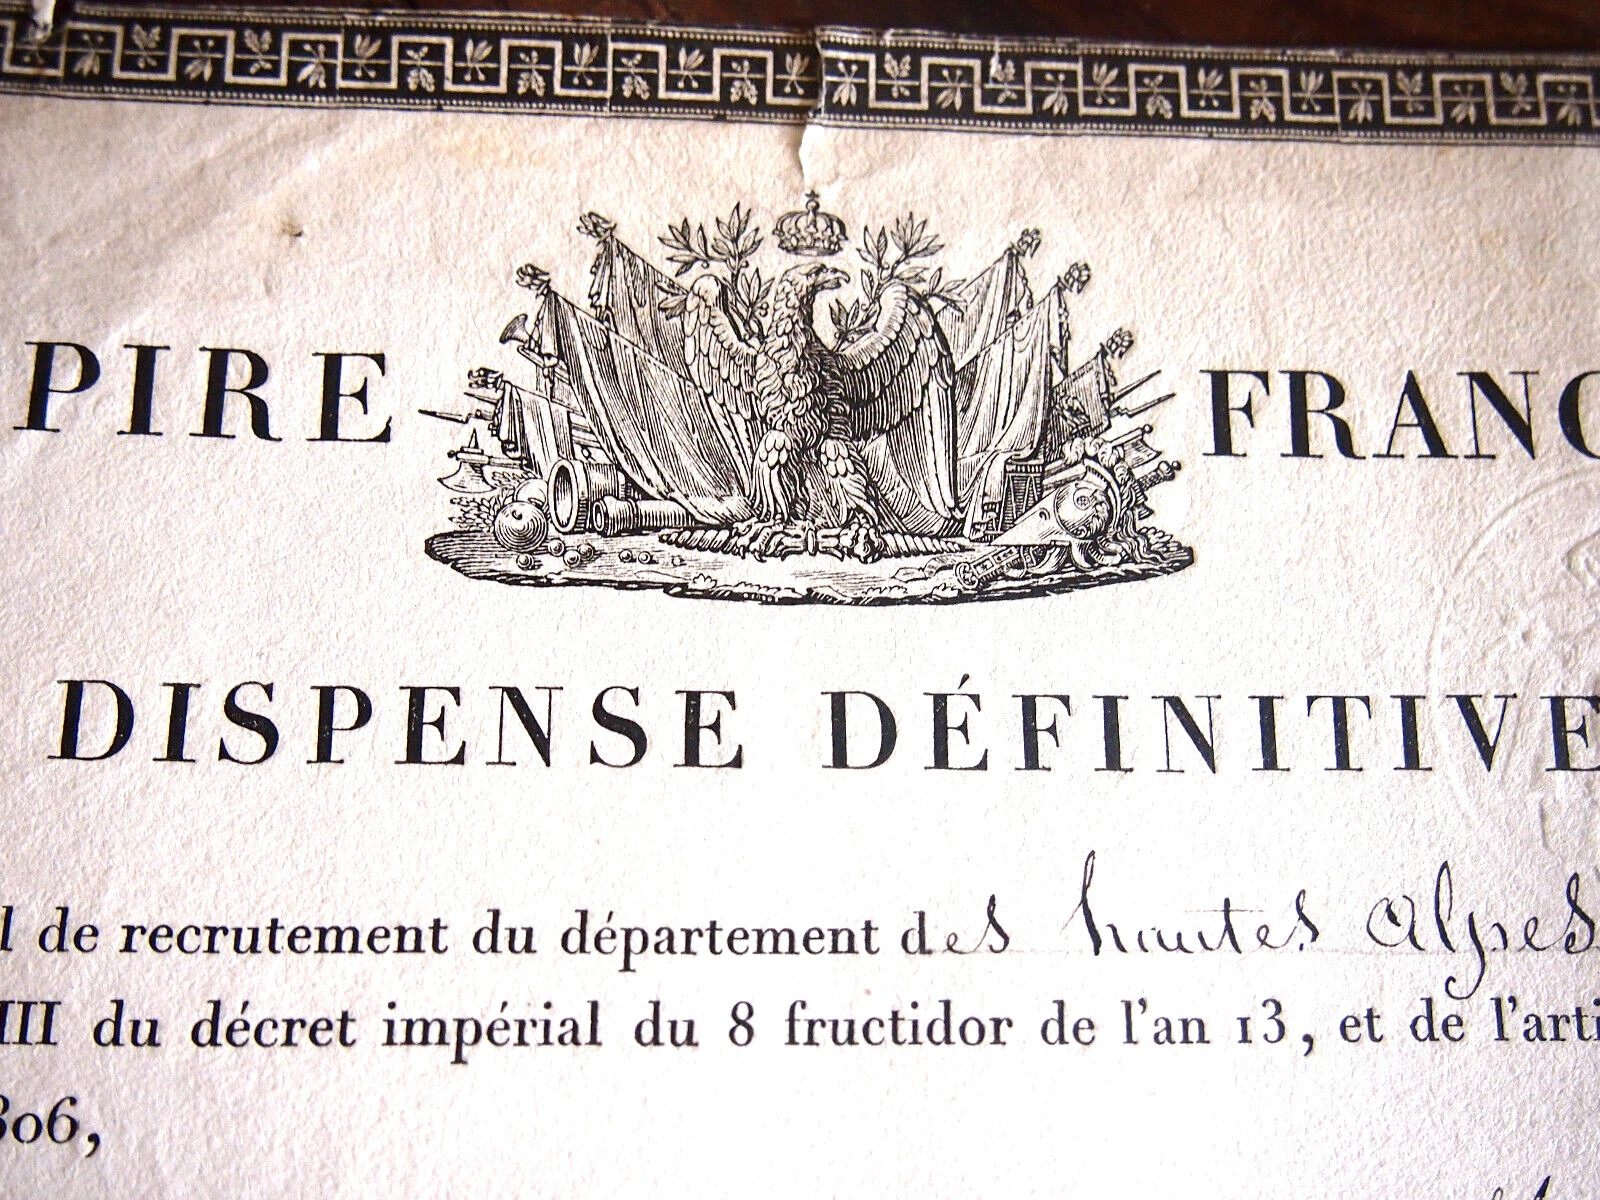 PIRE FRANC
DISPENSE DÉFINITIVE
l de recrutement du département des hautes alpes
III du décret impérial du 8 fructidor de l'an 13, et de l'arti
806,